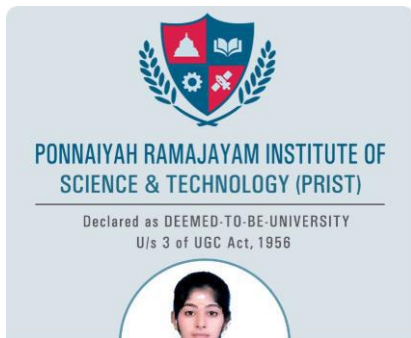 PONNAIYAH RAMAJAYAM INSTITUTE OF
SCIENCE & TECHNOLOGY (PRIST)
Declared as DEEMED-TO-BE-UNIVERSITY
U/s 3 of UGC Act, 1956